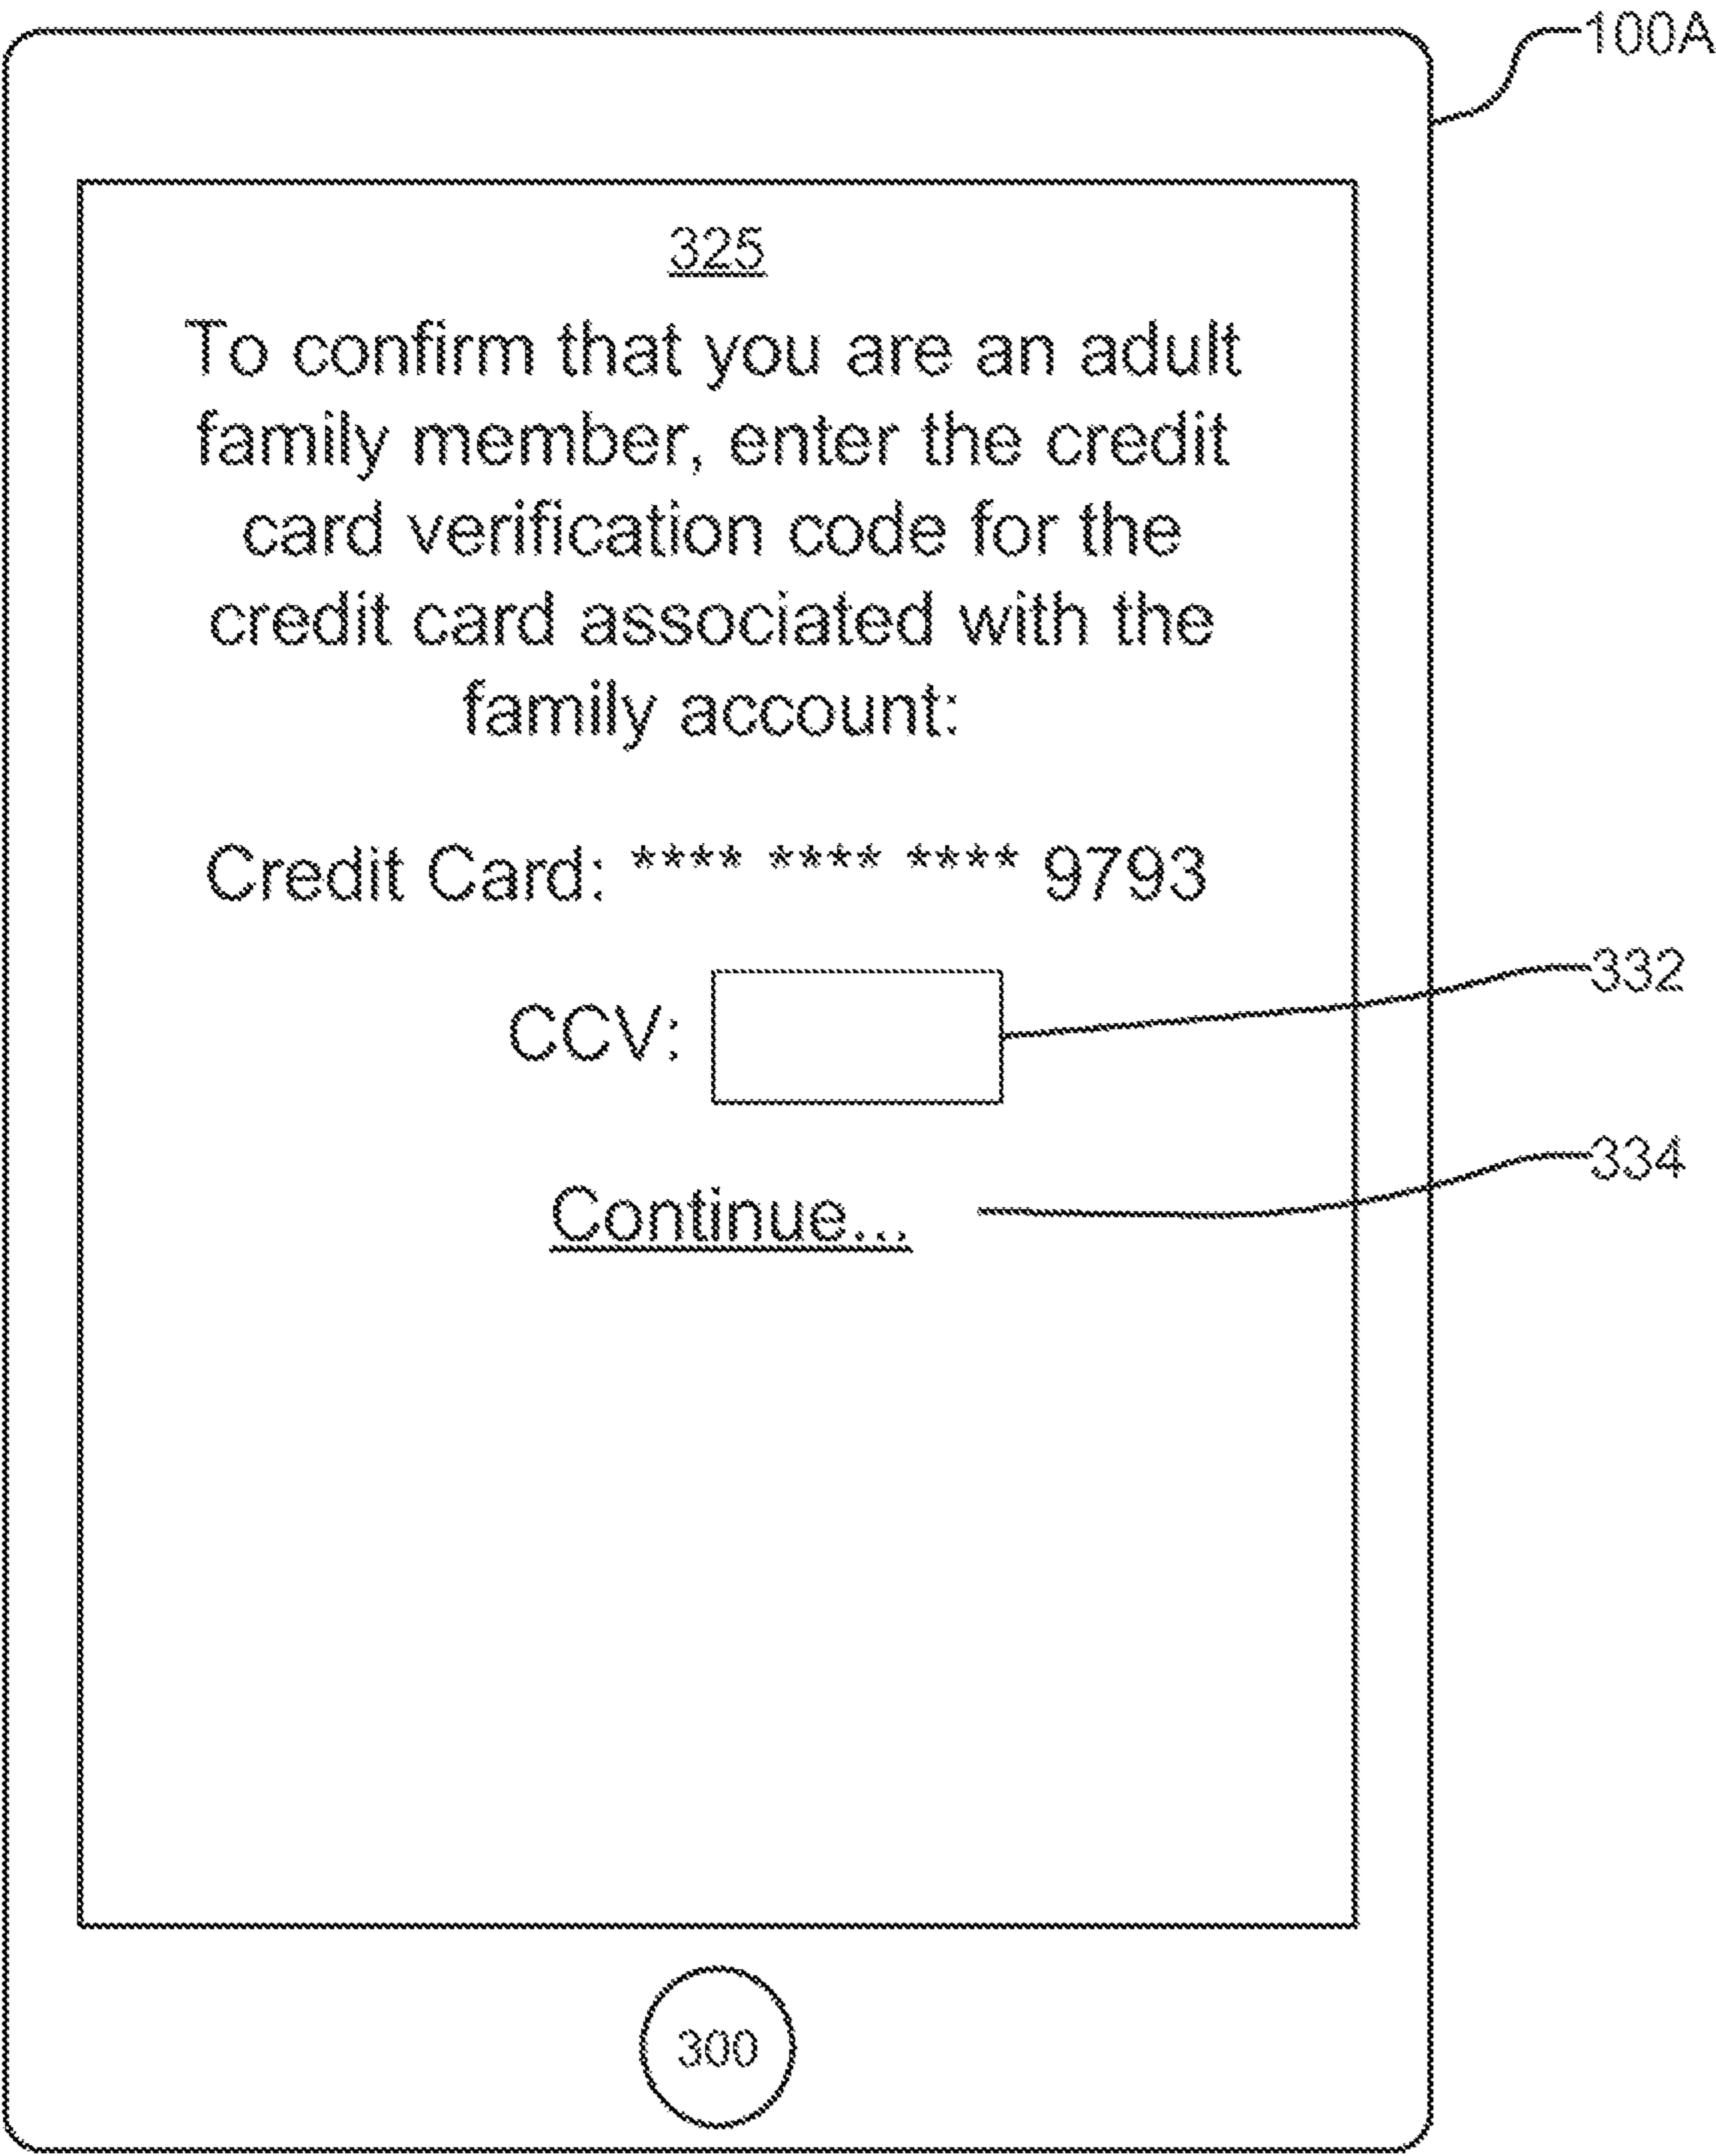 100A
325
To confirm that you are an adult
family member, enter the credit
card verification code for the
credit card associated with the
family account:
Credit Card: **** **** **** 9793
332
CCV:
334
Continue...
300